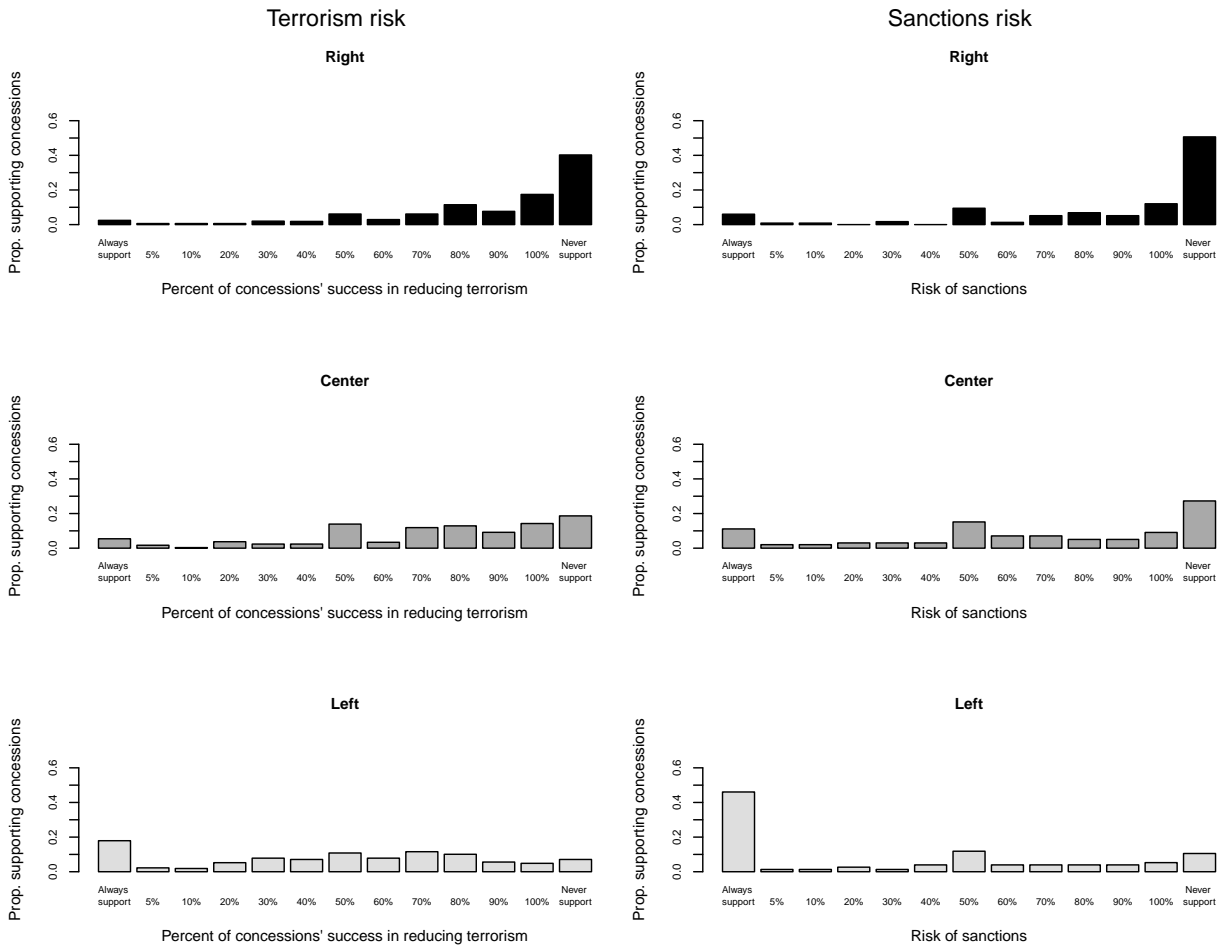 Terrorism risk
Sanctions risk
Right
Prop. supporting concessions
0.0 0.2 0.4 0.6
Always support 5% 10% 20% 30% 40% 50% 60% 70% 80% 90% 100% Never support
Percent of concessions' success in reducing terrorism
Right
Prop. supporting concessions
0.0 0.2 0.4 0.6
Always support 5% 10% 20% 30% 40% 50% 60% 70% 80% 90% 100% Never support
Risk of sanctions
Center
Prop. supporting concessions
0.0 0.2 0.4 0.6
Always support 5% 10% 20% 30% 40% 50% 60% 70% 80% 90% 100% Never support
Percent of concessions' success in reducing terrorism
Center
Prop. supporting concessions
0.0 0.2 0.4 0.6
Always support 5% 10% 20% 30% 40% 50% 60% 70% 80% 90% 100% Never support
Risk of sanctions
Left
Prop. supporting concessions
0.0 0.2 0.4 0.6
Always support 5% 10% 20% 30% 40% 50% 60% 70% 80% 90% 100% Never support
Percent of concessions' success in reducing terrorism
Left
Prop. supporting concessions
0.0 0.2 0.4 0.6
Always support 5% 10% 20% 30% 40% 50% 60% 70% 80% 90% 100% Never support
Risk of sanctions